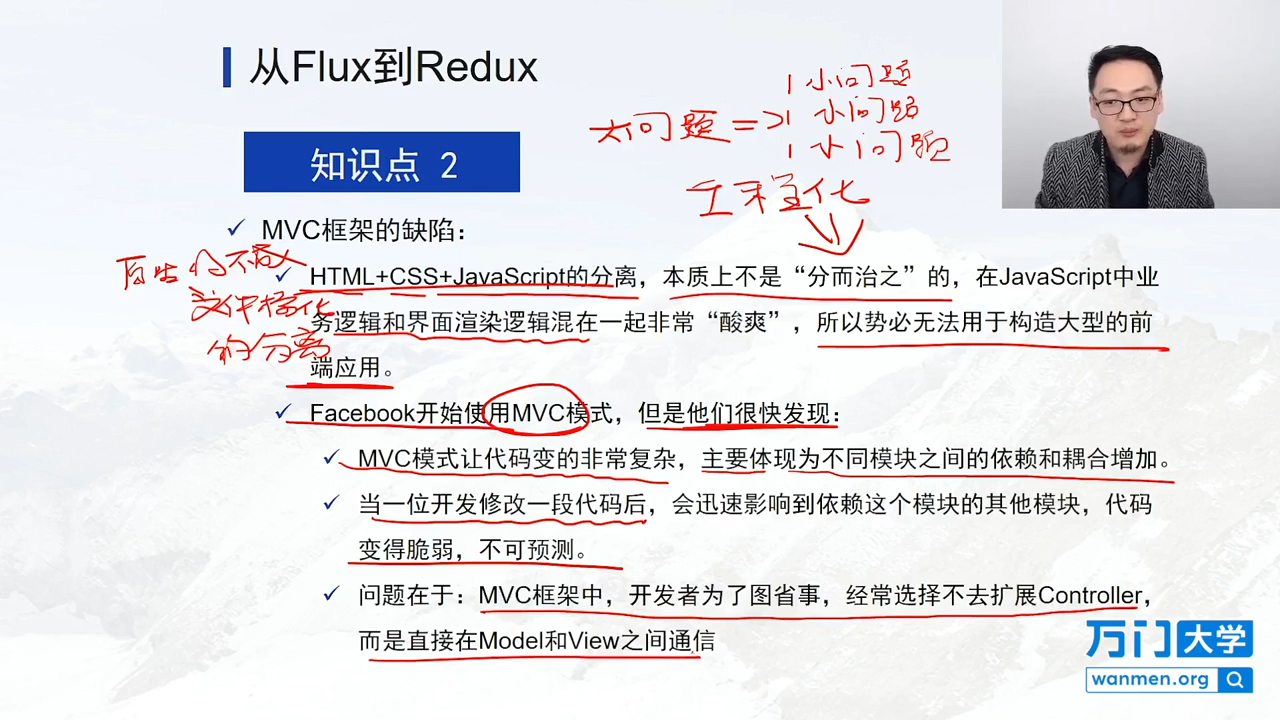 从Flux到Redux
1 小问题
大问题 => 1 小问题
1 小问题
工程化
知识点 2
MVC框架的缺陷：
HTML+CSS+JavaScript的分离，本质上不是“分而治之”的，在JavaScript中业
务逻辑和界面渲染逻辑混在一起非常“酸爽”，所以势必无法用于构造大型的前
端应用。
的分离
Facebook开始使用MVC模式，但是他们很快发现：
MVC模式让代码变的非常复杂，主要体现为不同模块之间的依赖和耦合增加。
当一位开发修改一段代码后，会迅速影响到依赖这个模块的其他模块，代码
变得脆弱，不可预测。
问题在于：MVC框架中，开发者为了图省事，经常选择不去扩展Controller，
而是直接在Model和View之间通信
万门大学
wanmen.org